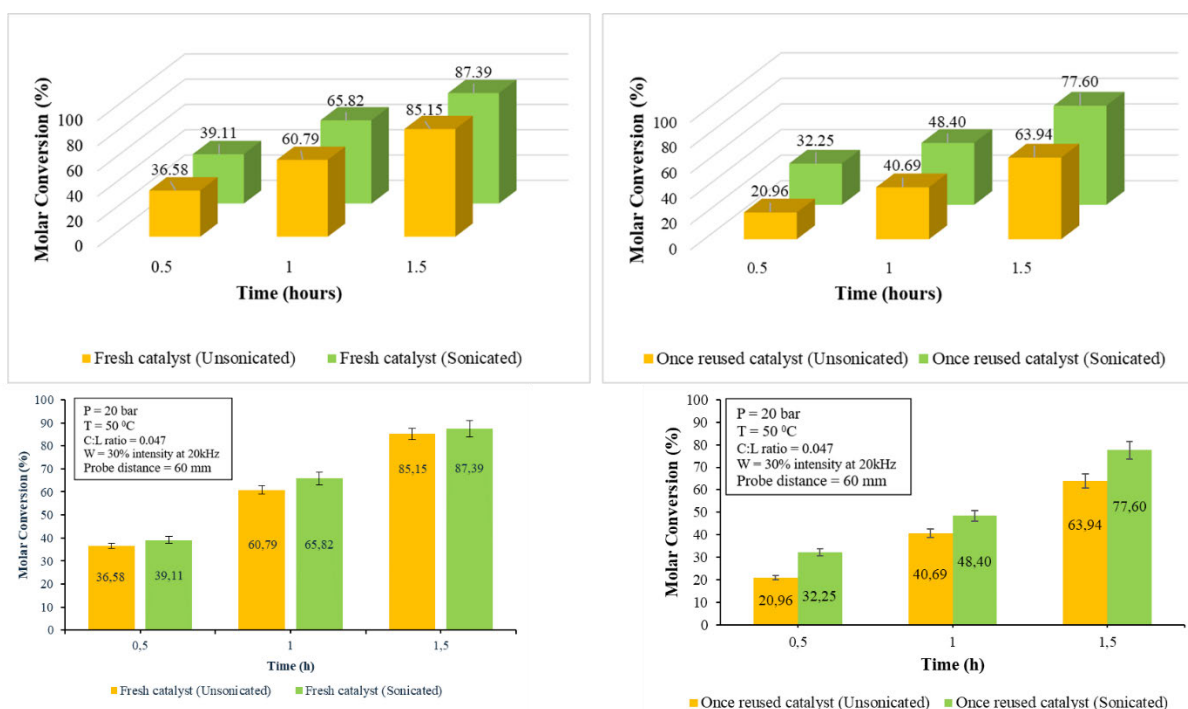 Molar Conversion (%)
100
80
60
40
20
0
36.58
39.11
60.79
65.82
85.15
87.39
0.5
1
1.5
Time (hours)
Fresh catalyst (Unsonicated)
Fresh catalyst (Sonicated)
Molar Conversion (%)
100
80
60
40
20
0
20.96
32.25
40.69
48.40
63.94
77.60
0.5
1
1.5
Time (hours)
Once reused catalyst (Unsonicated)
Once reused catalyst (Sonicated)
Molar Conversion (%)
100
90
80
70
60
50
40
30
20
10
0
P = 20 bar
T = 50 ⁰C
C:L ratio = 0.047
W = 30% intensity at 20kHz
Probe distance = 60 mm
36,58
39,11
60,79
65,82
85,15
87,39
0,5
1
1,5
Time (h)
Fresh catalyst (Unsonicated)
Fresh catalyst (Sonicated)
Molar Conversion (%)
100
90
80
70
60
50
40
30
20
10
0
P = 20 bar
T = 50 ⁰C
C:L ratio = 0.047
W = 30% intensity at 20kHz
Probe distance = 60 mm
20,96
32,25
40,69
48,40
63,94
77,60
0,5
1
1,5
Time (h)
Once reused catalyst (Unsonicated)
Once reused catalyst (Sonicated)